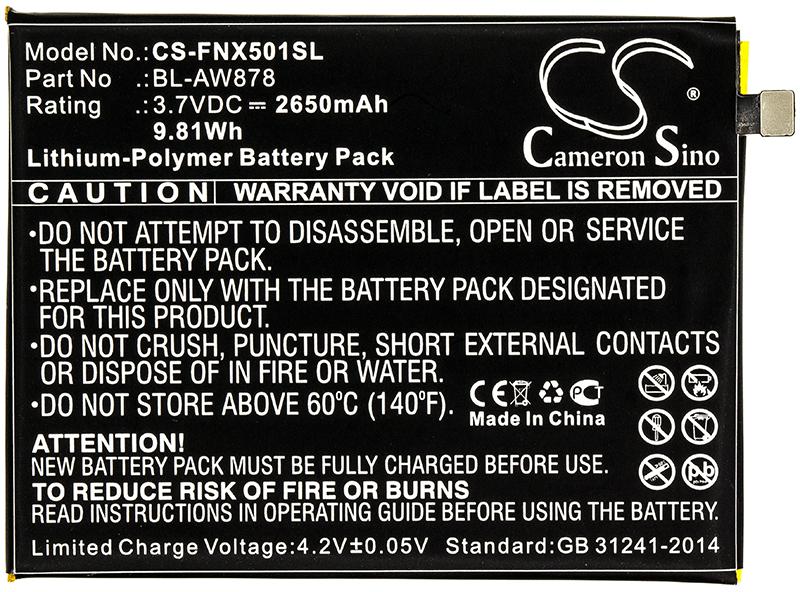 Model No.: CS-FNX501SL
Part No .: BL-AW878
Rating .: 3.7VDC ⎓ 2650mAh
9.81Wh
Lithium-Polymer Battery Pack
CS ®
Cameron Sino
CAUTION WARRANTY VOID IF LABEL IS REMOVED
•DO NOT ATTEMPT TO DISASSEMBLE, OPEN OR SERVICE
THE BATTERY PACK.
•REPLACE ONLY WITH THE BATTERY PACK DESIGNATED
FOR THIS PRODUCT.
•DO NOT CRUSH, PUNCTURE, SHORT EXTERNAL CONTACTS
OR DISPOSE OF IN FIRE OR WATER.
•DO NOT STORE ABOVE 60°C (140°F).
CE PCT
Made In China
Pb
ATTENTION!
NEW BATTERY PACK MUST BE FULLY CHARGED BEFORE USE.
TO REDUCE RISK OF FIRE OR BURNS
READ INSTRUCTIONS IN OPERATING GUIDE BEFORE BATTERY INSTALLATION.
Limited Charge Voltage:4.2V±0.05V Standard:GB 31241-2014